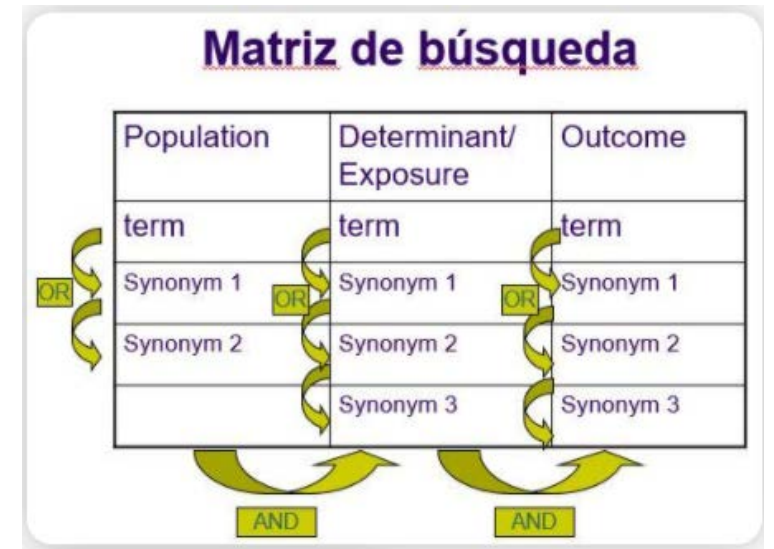 Matriz de búsqueda
Population
Determinant/
Exposure
Outcome
term
term
term
OR
Synonym 1
OR
Synonym 1
OR
Synonym 1
Synonym 2
Synonym 2
Synonym 2
Synonym 3
Synonym 3
AND
AND